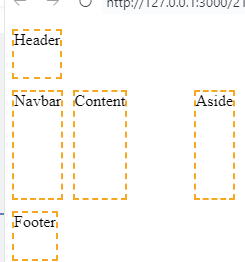 http://127.0.0.1:3000/21
Header
Navbar Content Aside
Footer